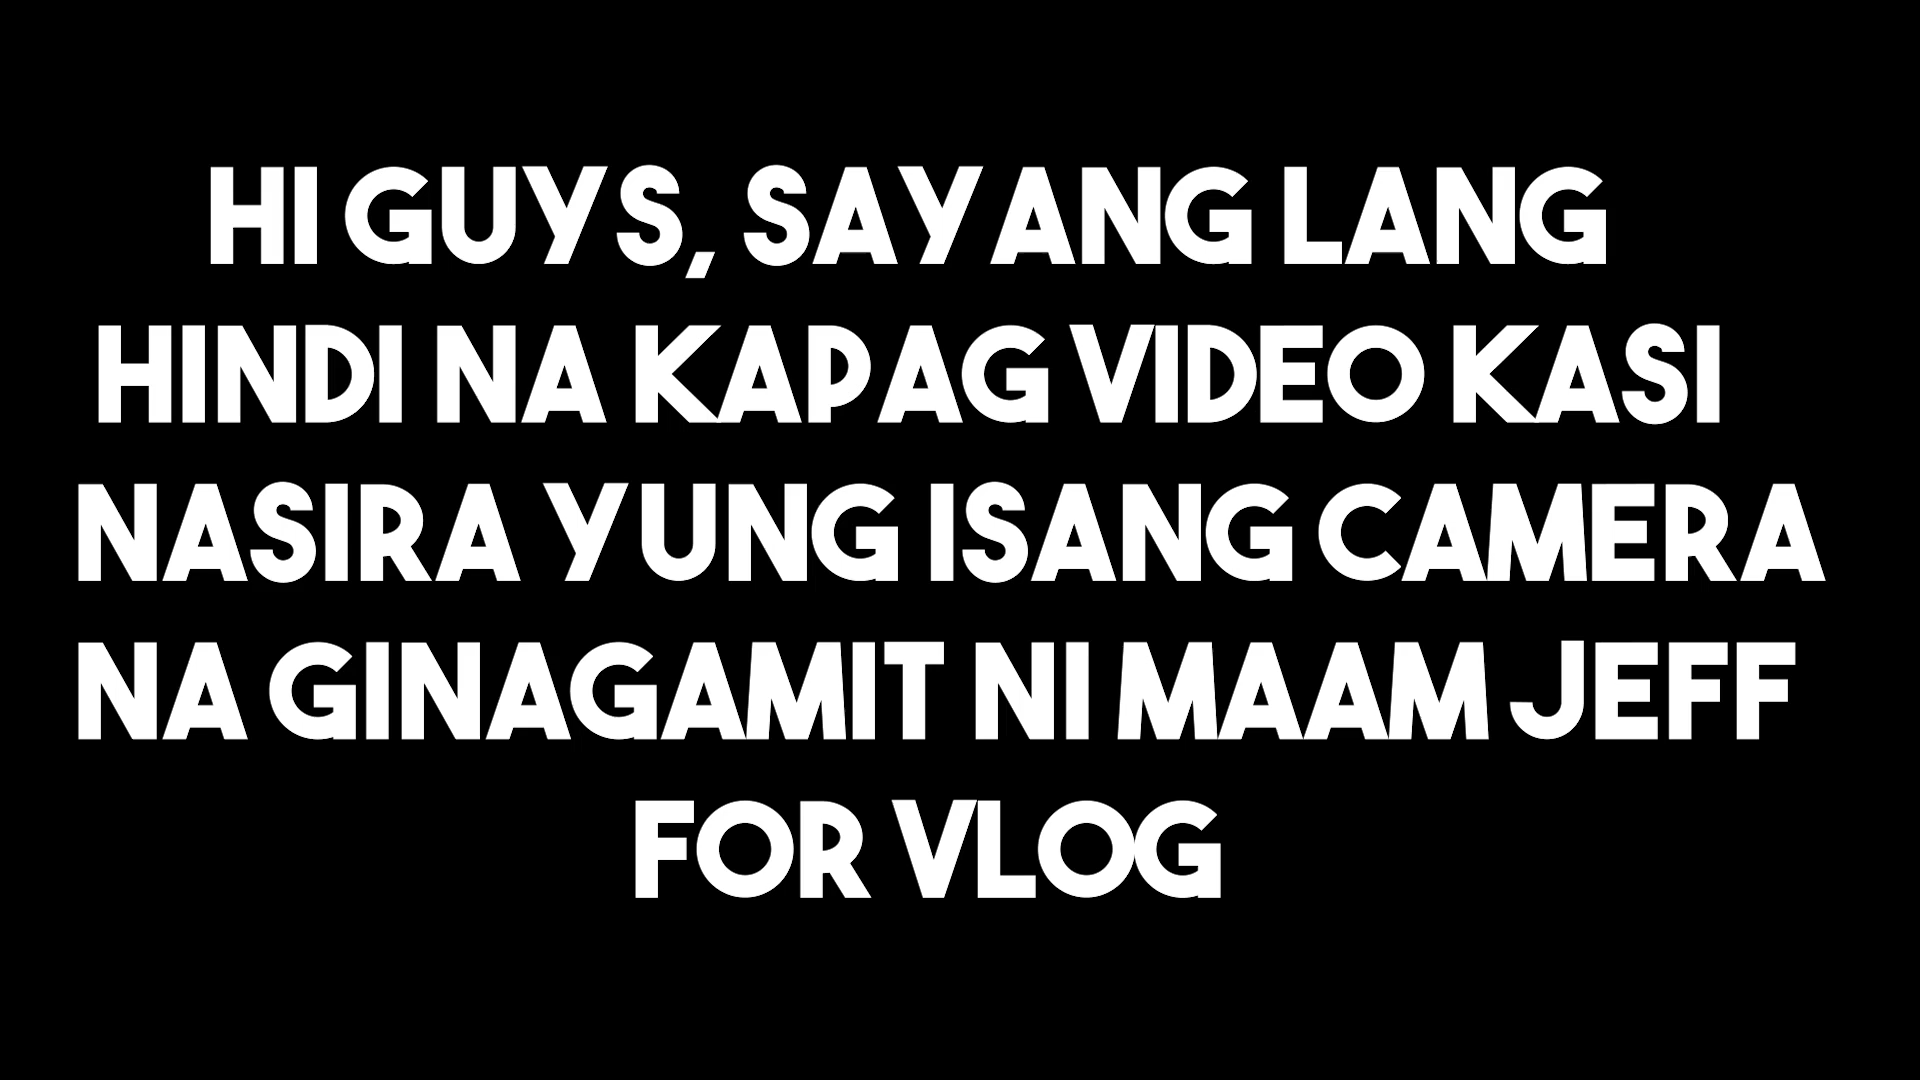 HI GUYS, SAYANG LANG
HINDI NA KAPAG VIDEO KASI
NASIRA YUNG ISANG CAMERA
NA GINAGAMIT NI MAAM JEFF
FOR VLOG